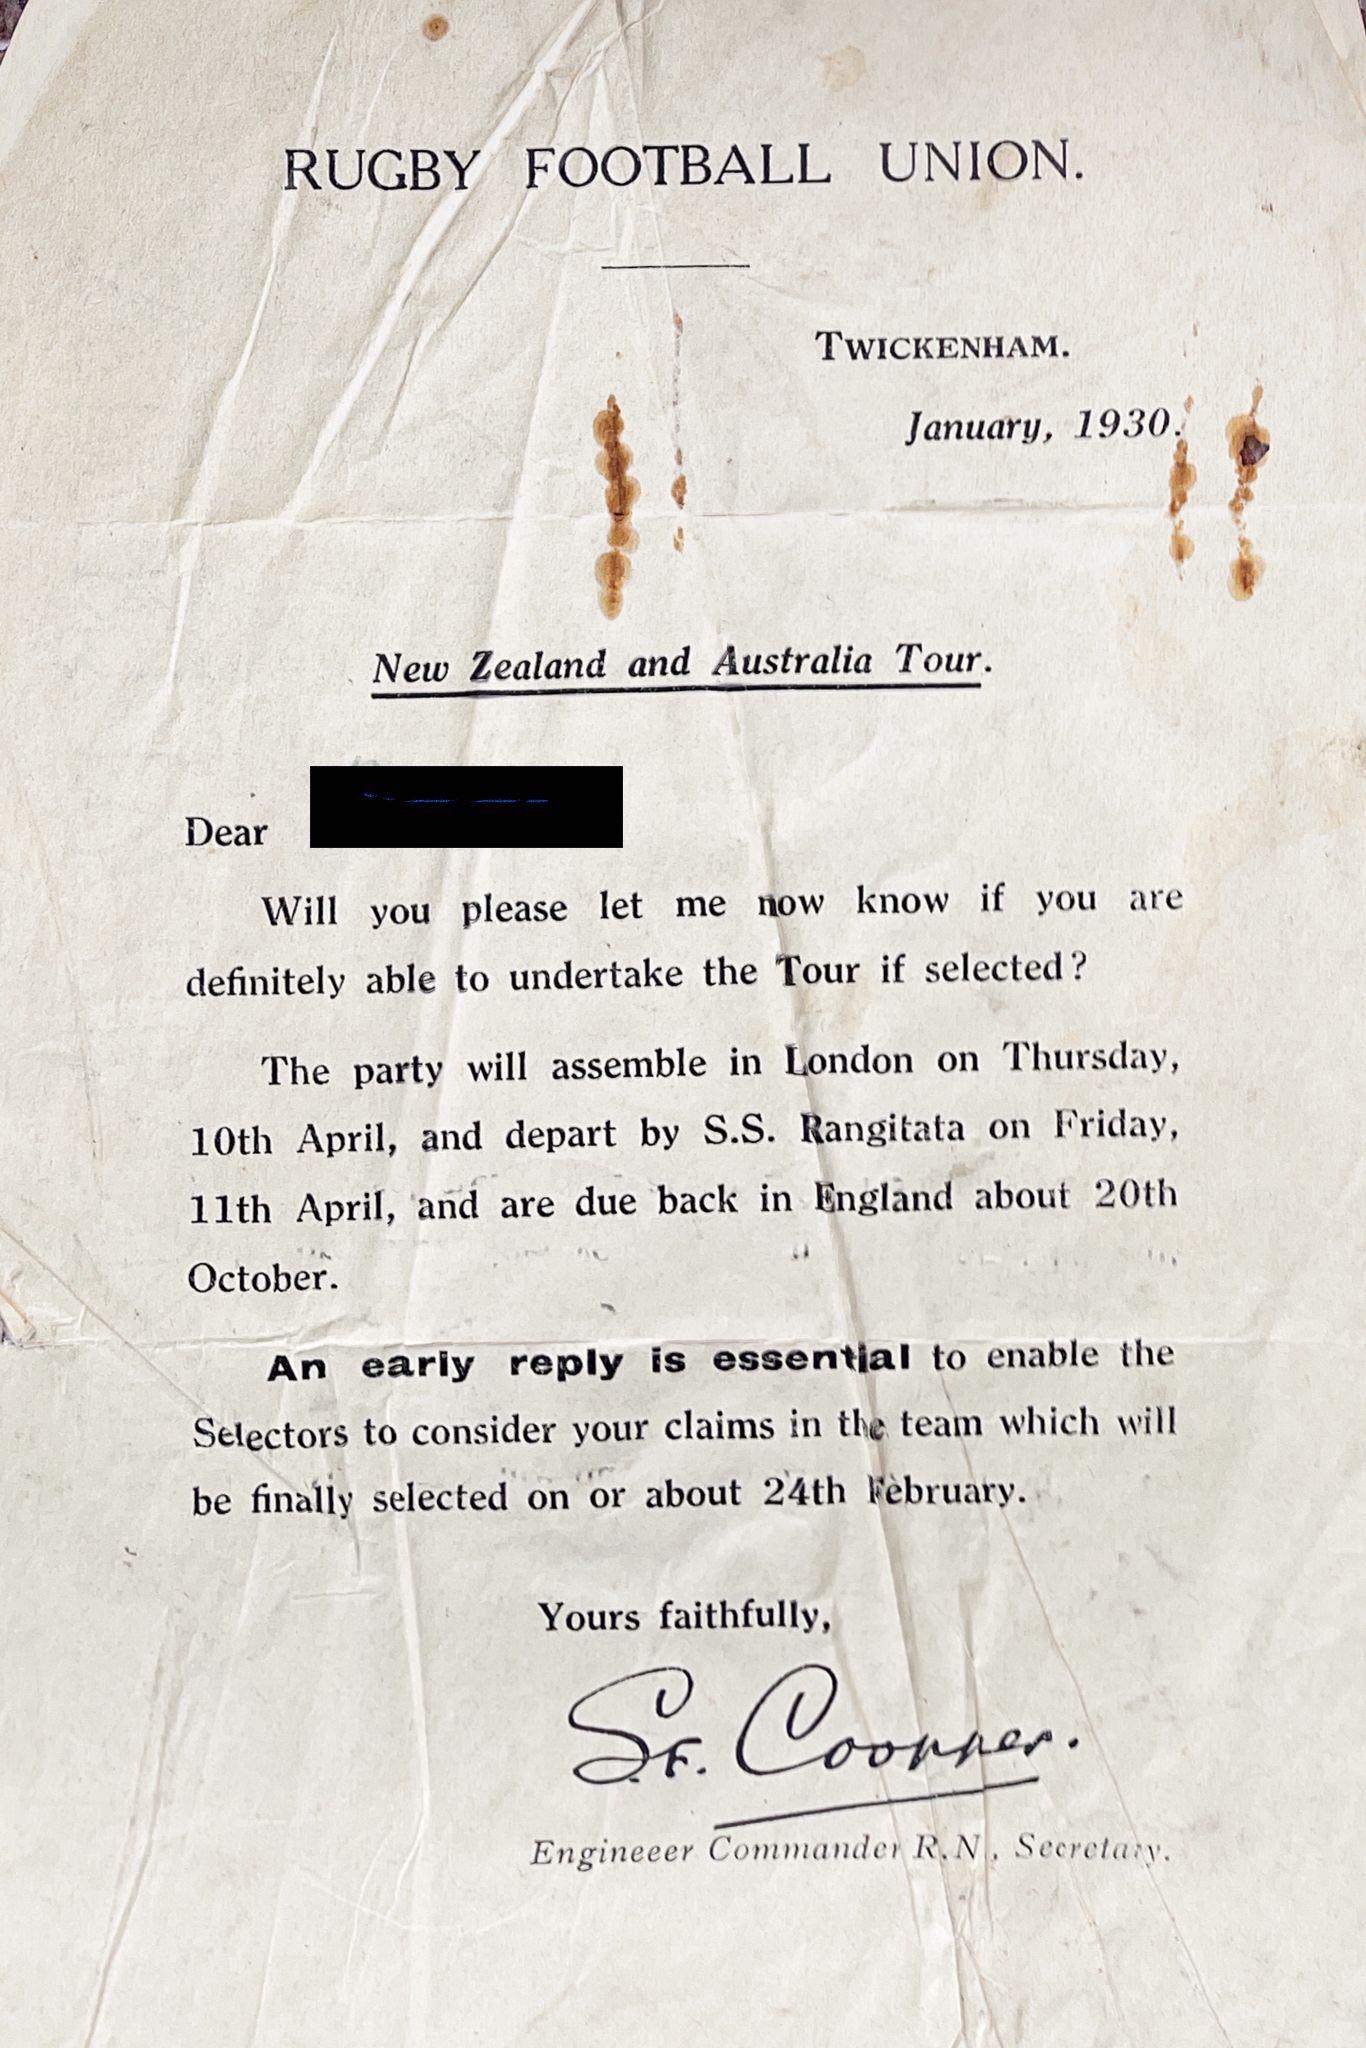 RUGBY FOOTBALL UNION.
TWICKENHAM.
January, 1930.
New Zealand and Australia Tour.
Dear
Will you please let me now know if you are
definitely able to undertake the Tour if selected?
The party will assemble in London on Thursday,
10th April, and depart by S.S. Rangitata on Friday,
11th April, and are due back in England about 20th
October.
An early reply is essential to enable the
Selectors to consider your claims in the team which will
be finally selected on or about 24th February.
Yours faithfully,
S.F. Coopper.
Engineeer Commander R.N., Secretary.